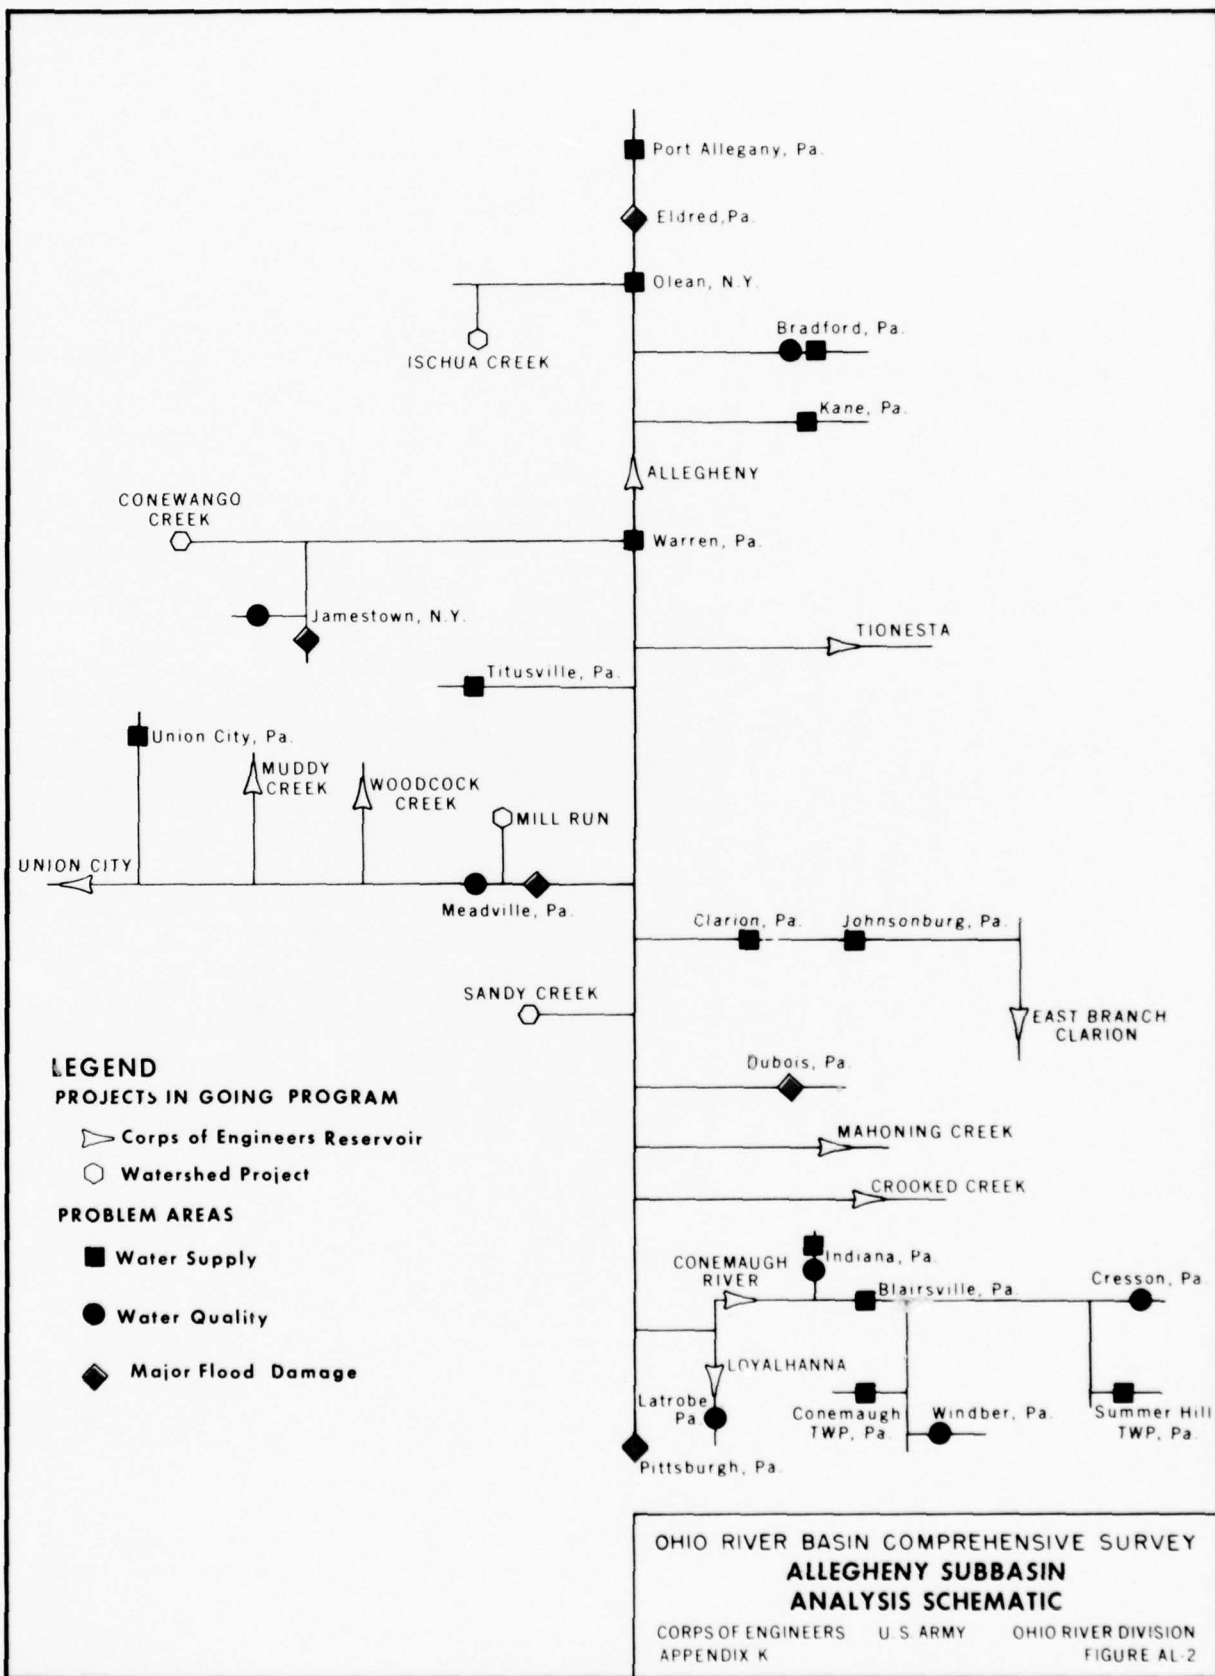 Port Allegany, Pa.
Eldred, Pa.
Olean, N.Y.
Bradford, Pa.
ISCHUA CREEK
Kane, Pa.
ALLEGHENY
CONEWANGO
CREEK
Warren, Pa.
Jamestown, N.Y.
TIONESTA
Titusville, Pa.
Union City, Pa.
MUDDY
CREEK
WOODCOCK
CREEK
MILL RUN
UNION CITY
Meadville, Pa.
Clarion, Pa.
Johnsonburg, Pa.
SANDY CREEK
EAST BRANCH
CLARION
Dubois, Pa.
MAHONING CREEK
CROOKED CREEK
CONEMAUGH
RIVER
Indiana, Pa.
Blairsville, Pa.
Cresson, Pa.
LOYALHANNA
Latrobe
Pa.
Conemaugh
TWP, Pa.
Windber, Pa.
Summer Hill
TWP, Pa.
Pittsburgh, Pa.
LEGEND
PROJECTS IN GOING PROGRAM
Corps of Engineers Reservoir
Watershed Project
PROBLEM AREAS
Water Supply
Water Quality
Major Flood Damage
OHIO RIVER BASIN COMPREHENSIVE SURVEY
ALLEGHENY SUBBASIN
ANALYSIS SCHEMATIC
CORPS OF ENGINEERS U.S. ARMY OHIO RIVER DIVISION
APPENDIX K FIGURE AL-2